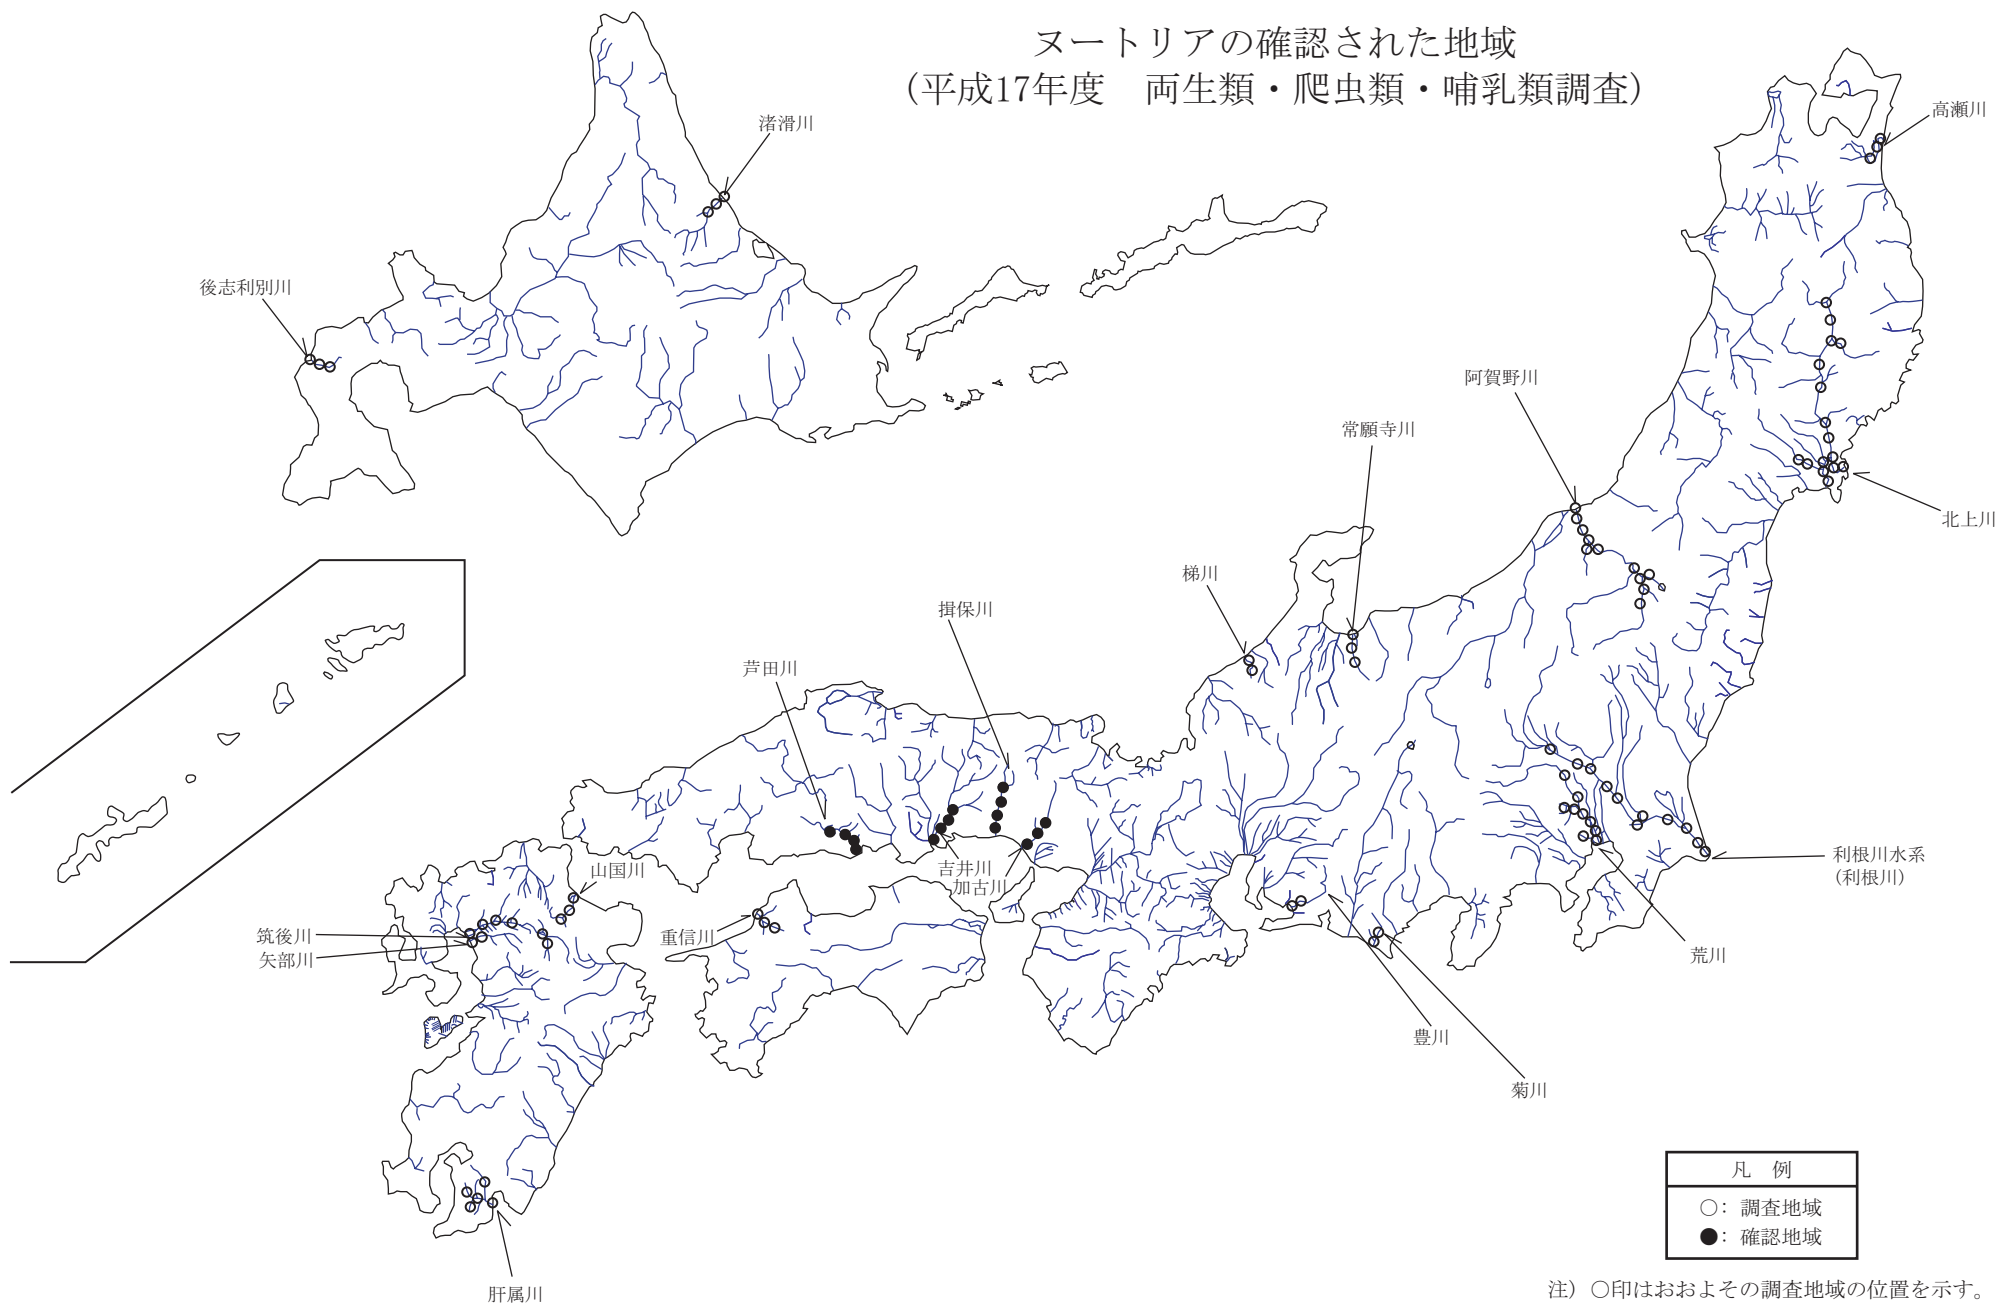 ヌートリアの確認された地域
(平成17年度　両生類・爬虫類・哺乳類調査)
渚滑川
高瀬川
後志利別川
阿賀野川
常願寺川
北上川
梯川
揖保川
芦田川
吉井川
加古川
山国川
利根川水系
(利根川)
筑後川
矢部川
重信川
荒川
豊川
菊川
肝属川
凡　例
○: 調査地域
●: 確認地域
注）○印はおおよその調査地域の位置を示す。